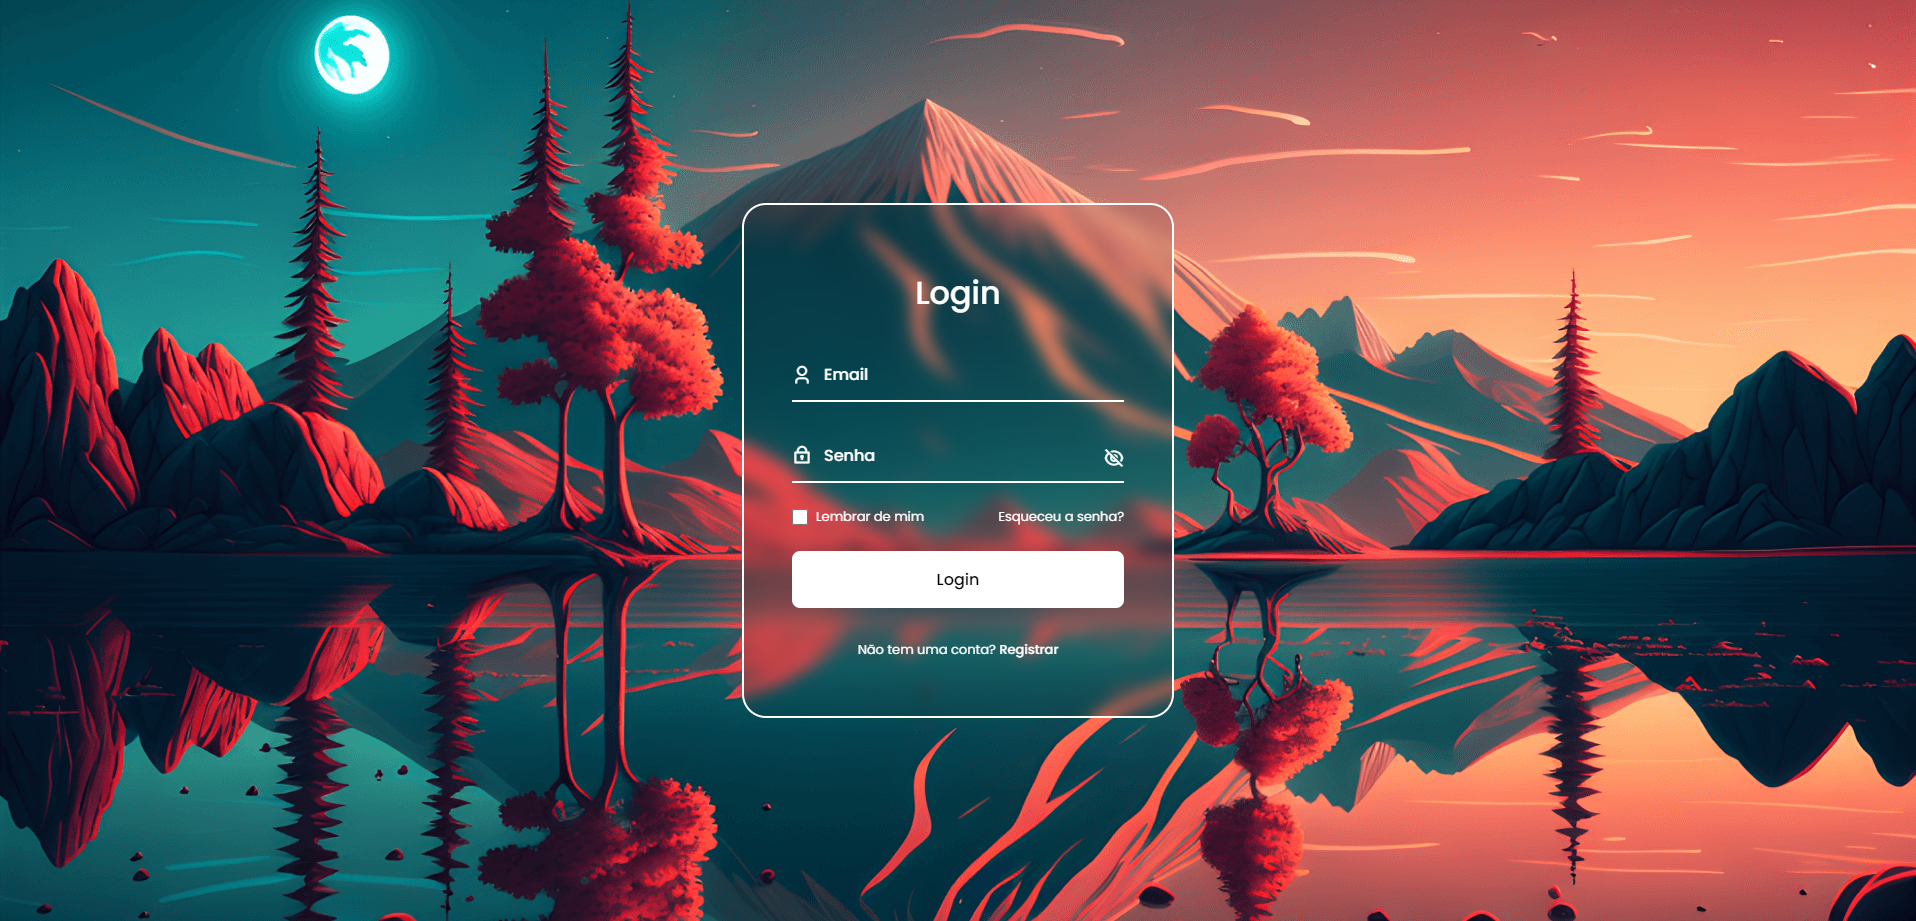 Login
Email
Senha
Lembrar de mim Esqueceu a senha?
Login
Não tem uma conta? Registrar